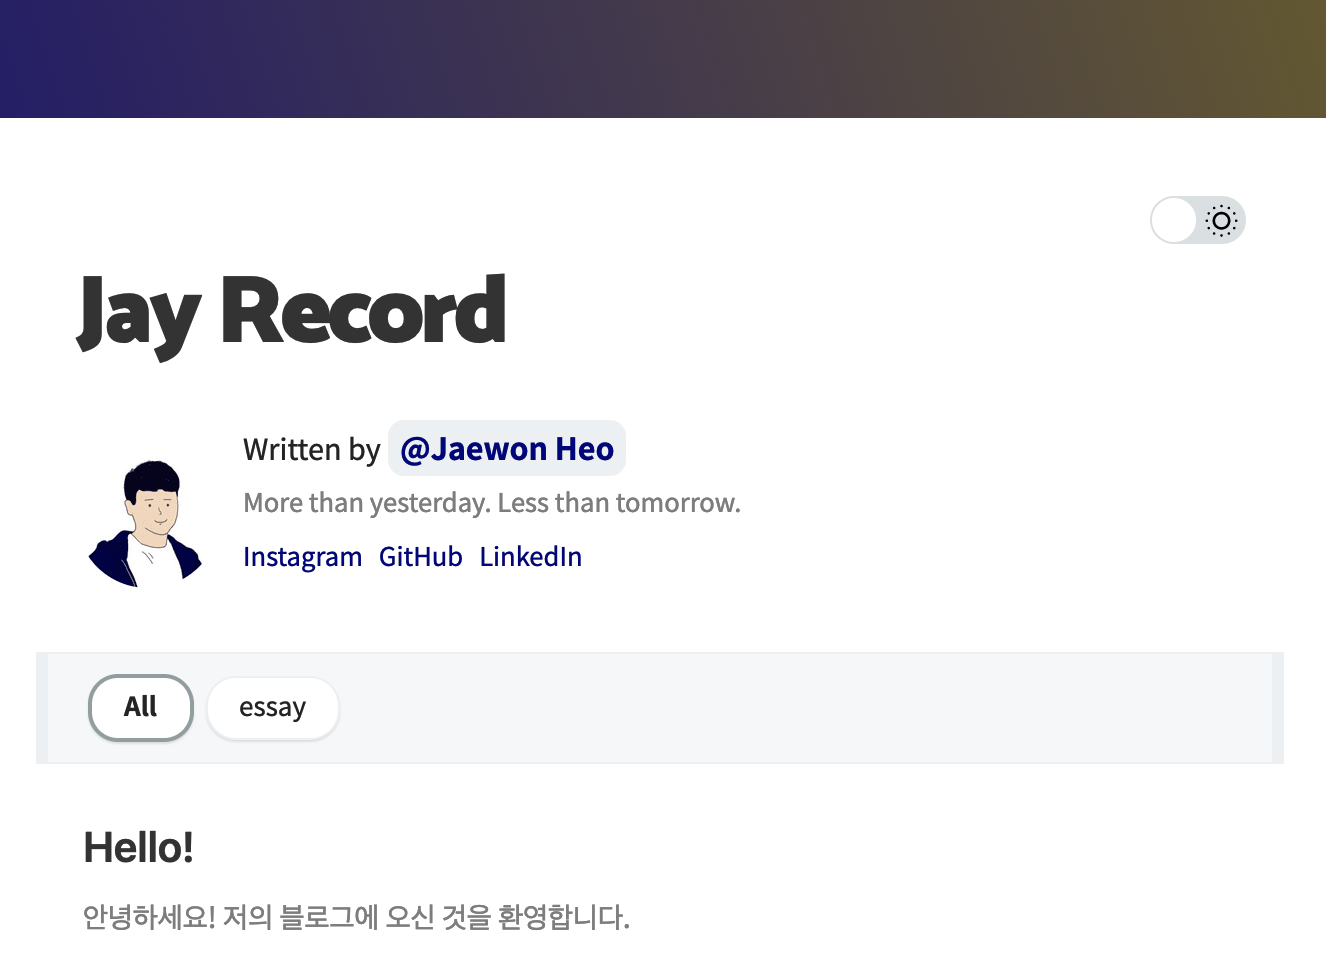 Jay Record
Written by @Jaewon Heo
More than yesterday. Less than tomorrow.
Instagram GitHub LinkedIn
All essay
Hello!
안녕하세요! 저의 블로그에 오신 것을 환영합니다.